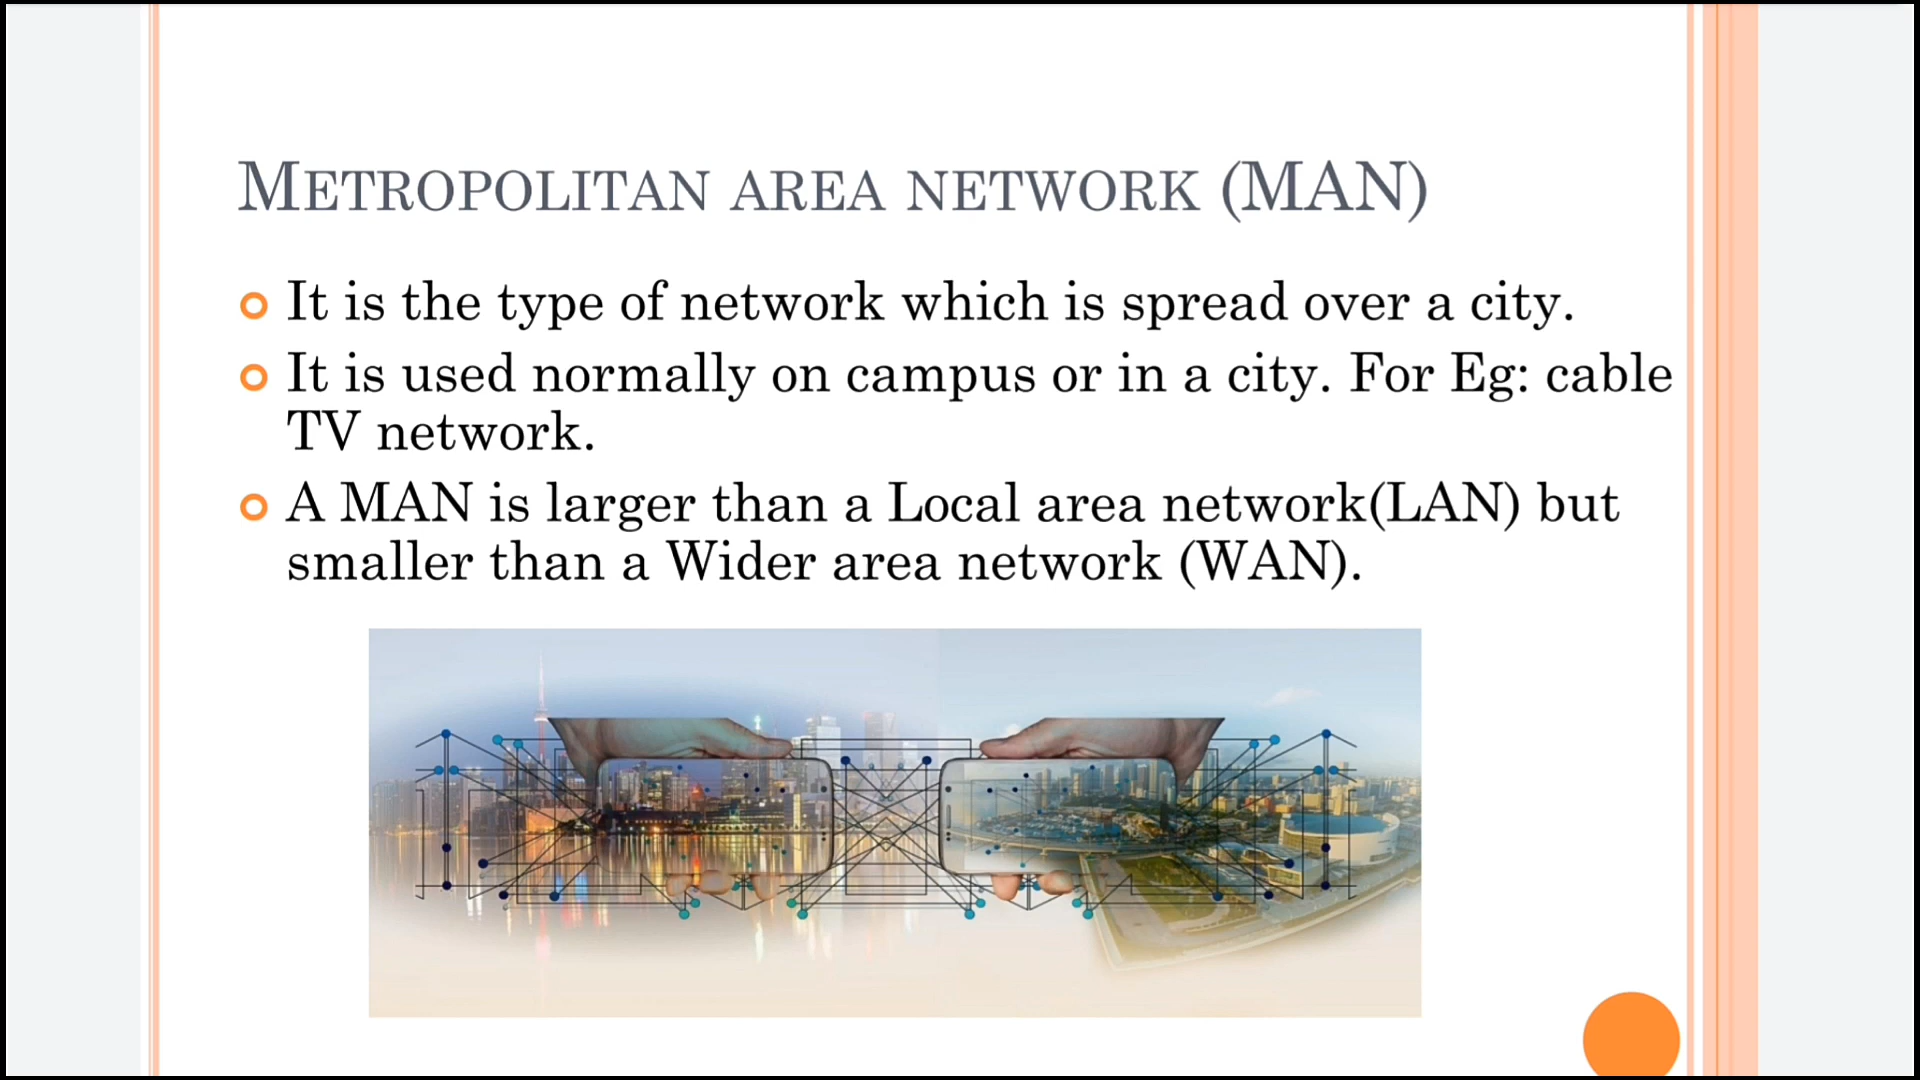 METROPOLITAN AREA NETWORK (MAN)
It is the type of network which is spread over a city.
It is used normally on campus or in a city. For Eg: cable
TV network.
A MAN is larger than a Local area network(LAN) but
smaller than a Wider area network (WAN).